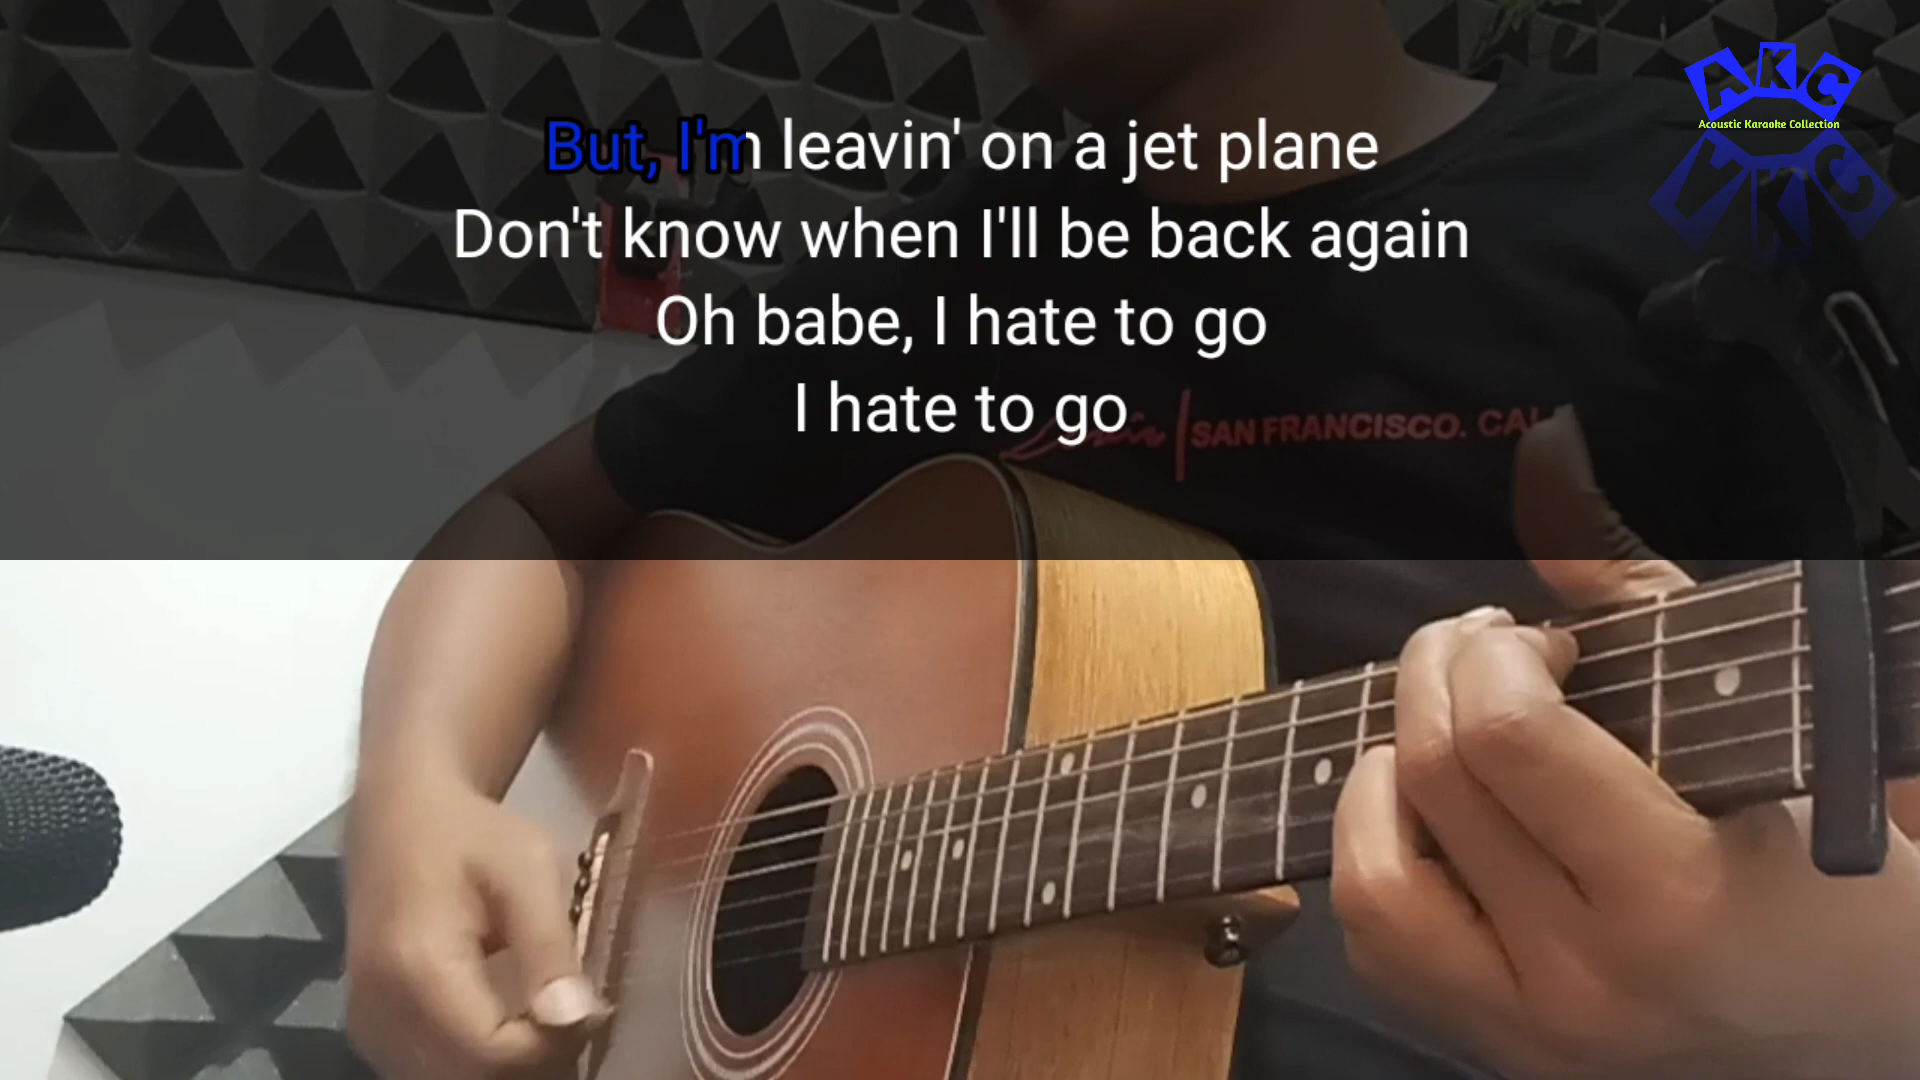 AKC
Acoustic Karaoke Collection
But, I'm leavin' on a jet plane
Don't know when I'll be back again
Oh babe, I hate to go
I hate to go
SAN FRANCISCO. CAL